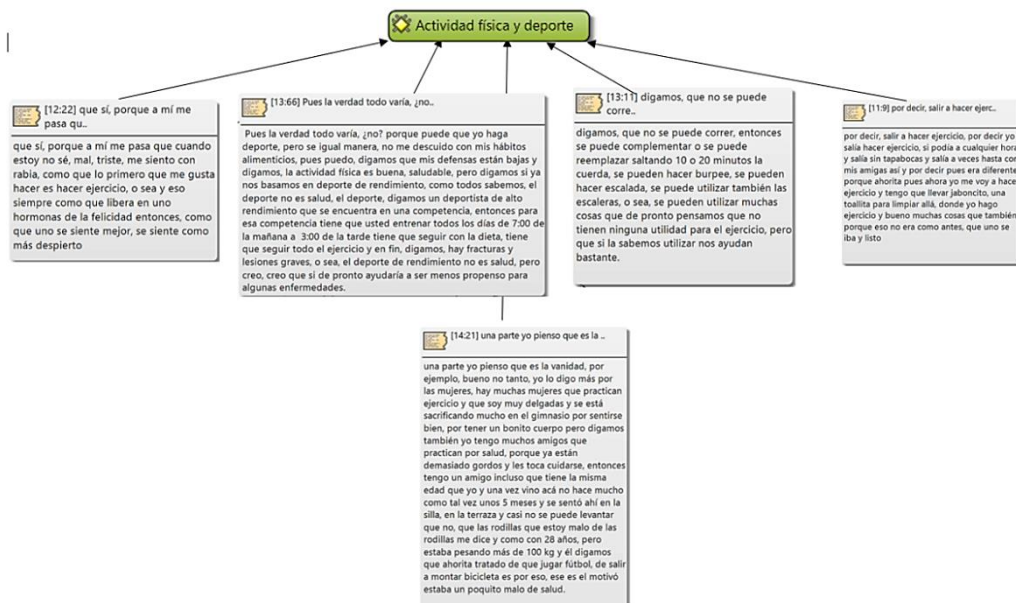 Actividad física y deporte
[12:22] que sí, porque a mí me
pasa qu..
que sí, porque a mí me pasa que cuando
estoy no sé, mal, triste, me siento con
rabia, como que lo primero que me gusta
hacer es hacer ejercicio, o sea y eso
siempre como que libera en uno
hormonas de la felicidad entonces, como
que uno se siente mejor, se siente como
más despierto
[13:66] Pues la verdad todo varía, ¿no..
Pues la verdad todo varía, ¿no? porque puede que yo haga
deporte, pero se igual manera, no me descuido con mis hábitos
alimenticios, pues puedo, digamos que mis defensas están bajas y
digamos, la actividad física es buena, saludable, pero digamos si ya
nos basamos en deporte de rendimiento, como todos sabemos, el
deporte no es salud, el deporte, digamos un deportista de alto
rendimiento que se encuentra en una competencia, entonces para
esa competencia tiene que usted entrenar todos los días de 7:00 de
la mañana a 3:00 de la tarde tiene que seguir con la dieta, tiene
que seguir todo el ejercicio y en fin, digamos, hay fracturas y
lesiones graves, o sea, el deporte de rendimiento no es salud, pero
creo, creo que si de pronto ayudaría a ser menos propenso para
algunas enfermedades.
[13:11] digamos, que no se puede
corre..
digamos, que no se puede correr, entonces
se puede complementar o se puede
reemplazar saltando 10 o 20 minutos la
cuerda, se pueden hacer burpee, se pueden
hacer escalada, se puede utilizar también las
escaleras, o sea, se pueden utilizar muchas
cosas que de pronto pensamos que no
tienen ninguna utilidad para el ejercicio, pero
que si la sabemos utilizar nos ayudan
bastante.
[11:9] por decir, salir a hacer ejerc..
por decir, salir a hacer ejercicio, por decir yo
salía hacer ejercicio, si podía a cualquier hora
y salía sin tapabocas y salía a veces hasta con
mis amigas así y por decir pues era diferente
porque ahorita pues ahora yo me voy a hacer
ejercicio y tengo que llevar jaboncito, una
toallita para limpiar allá, donde yo hago
ejercicio y bueno muchas cosas que también
porque eso no era como antes, que uno se
iba y listo
[14:21] una parte yo pienso que es la ..
una parte yo pienso que es la vanidad, por
ejemplo, bueno no tanto, yo lo digo más por
las mujeres, hay muchas mujeres que practican
ejercicio y que soy muy delgadas y se está
sacrificando mucho en el gimnasio por sentirse
bien, por tener un bonito cuerpo pero digamos
también yo tengo muchos amigos que
practican por salud, porque ya están
demasiado gordos y les toca cuidarse, entonces
tengo un amigo incluso que tiene la misma
edad que yo y una vez vino acá no hace mucho
como tal vez unos 5 meses y se sentó ahí en la
silla, en la terraza y casi no se puede levantar
que no, que las rodillas que estoy malo de las
rodillas me dice y como con 28 años, pero
estaba pesando más de 100 kg y él digamos
que ahorita tratado de que jugar fútbol, de salir
a montar bicicleta es por eso, ese es el motivó
estaba un poquito malo de salud.